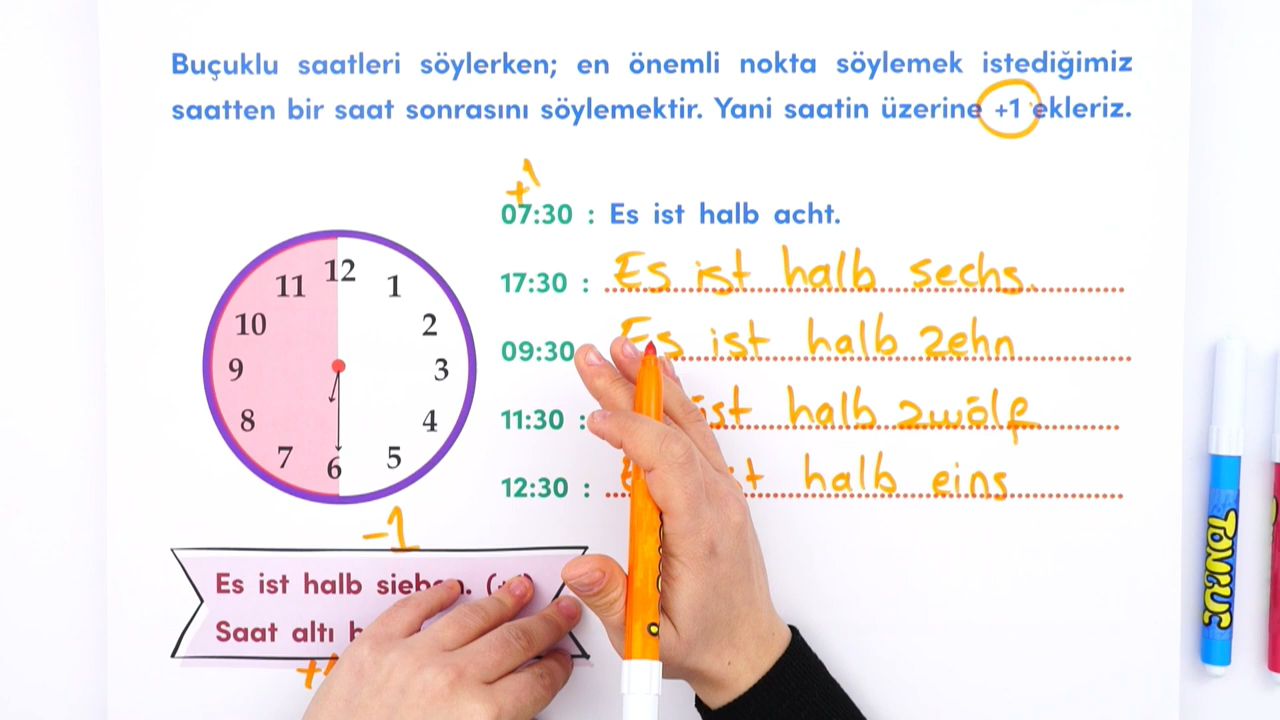 Buçuklu saatleri söylerken; en önemli nokta söylemek istediğimiz
saatten bir saat sonrasını söylemektir. Yani saatin üzerine +1 ekleriz.
+1
07:30 : Es ist halb acht.
17:30 : Es ist halb sechs.
09:30 Es ist halb zehn
11:30 : ist halb zwölf
12:30 : halb eins
12
1
2
3
4
5
6
7
8
9
10
11
-1
Es ist halb
Saat altı
TOMBUL